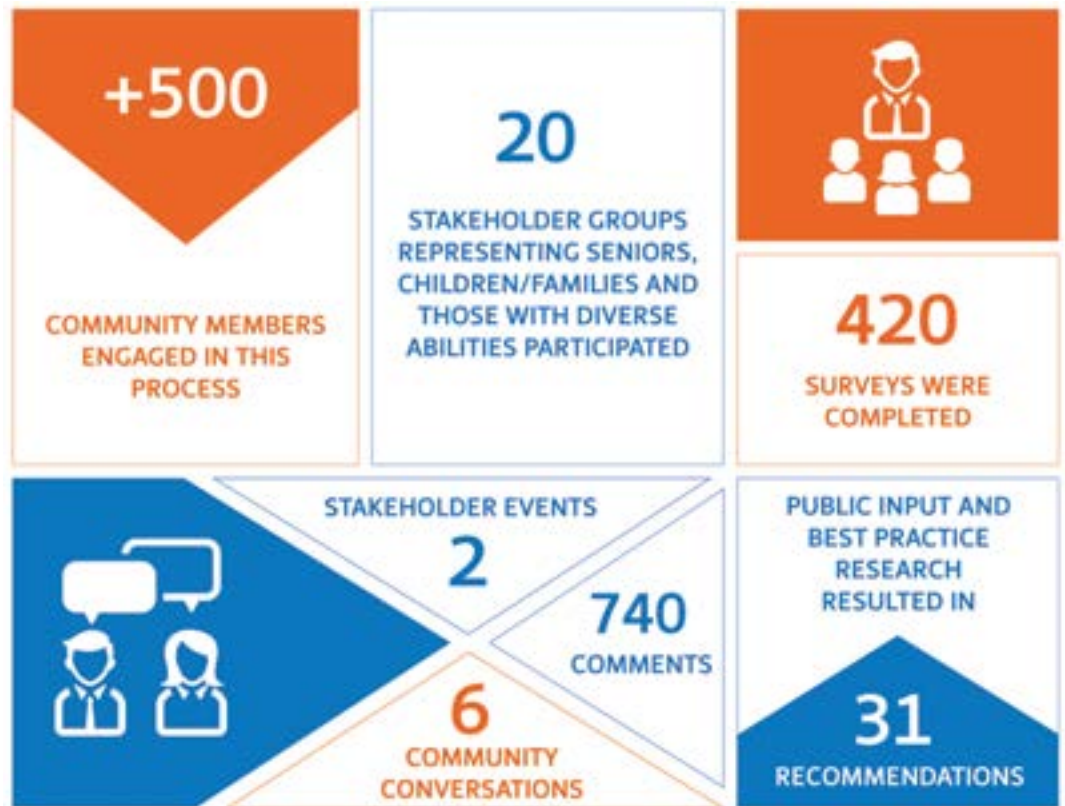 +500
COMMUNITY MEMBERS
ENGAGED IN THIS
PROCESS
20
STAKEHOLDER GROUPS
REPRESENTING SENIORS,
CHILDREN/FAMILIES AND
THOSE WITH DIVERSE
ABILITIES PARTICIPATED
420
SURVEYS WERE
COMPLETED
STAKEHOLDER EVENTS
2
740
COMMENTS
6
COMMUNITY
CONVERSATIONS
PUBLIC INPUT AND
BEST PRACTICE
RESEARCH
RESULTED IN
31
RECOMMENDATIONS